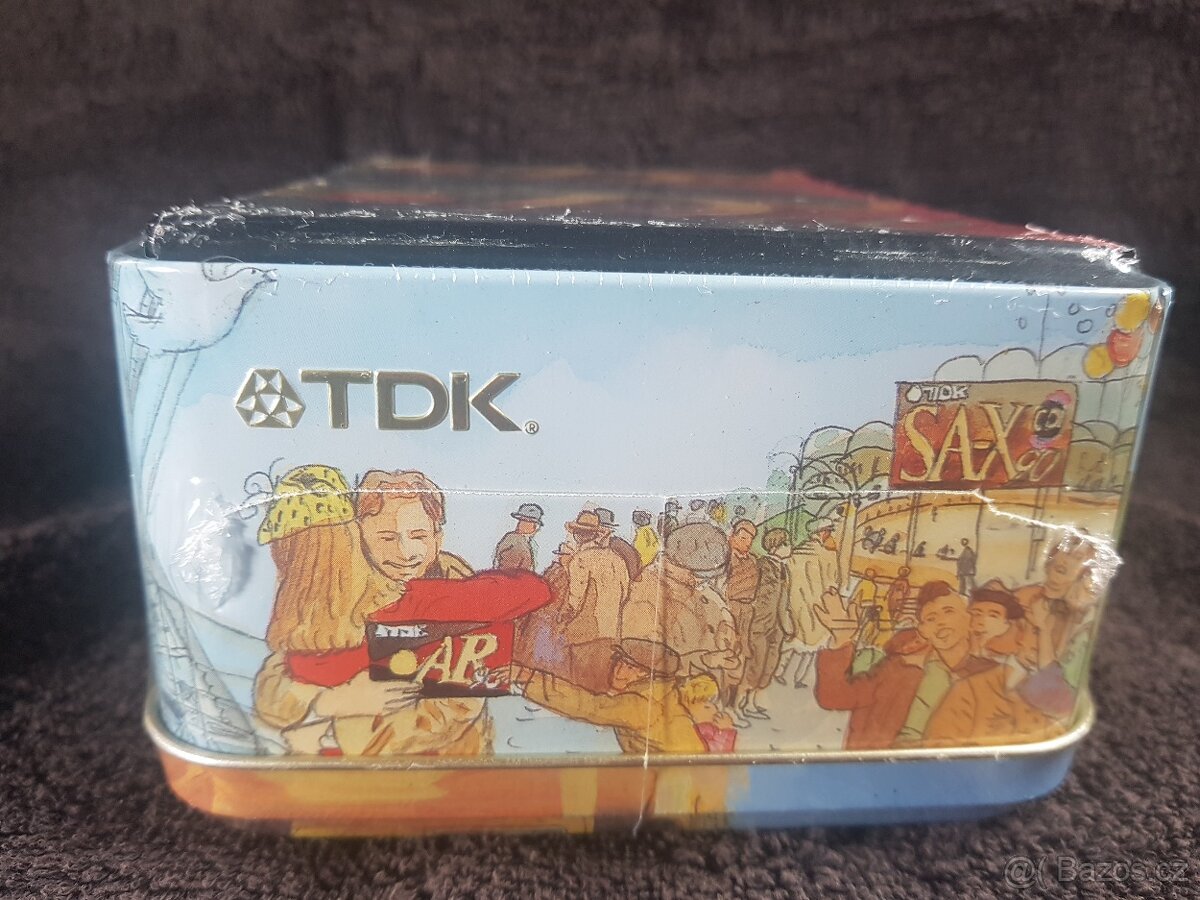 TDK®
TDK
SA-X 90
TDK
AR
@( Bazos.cz